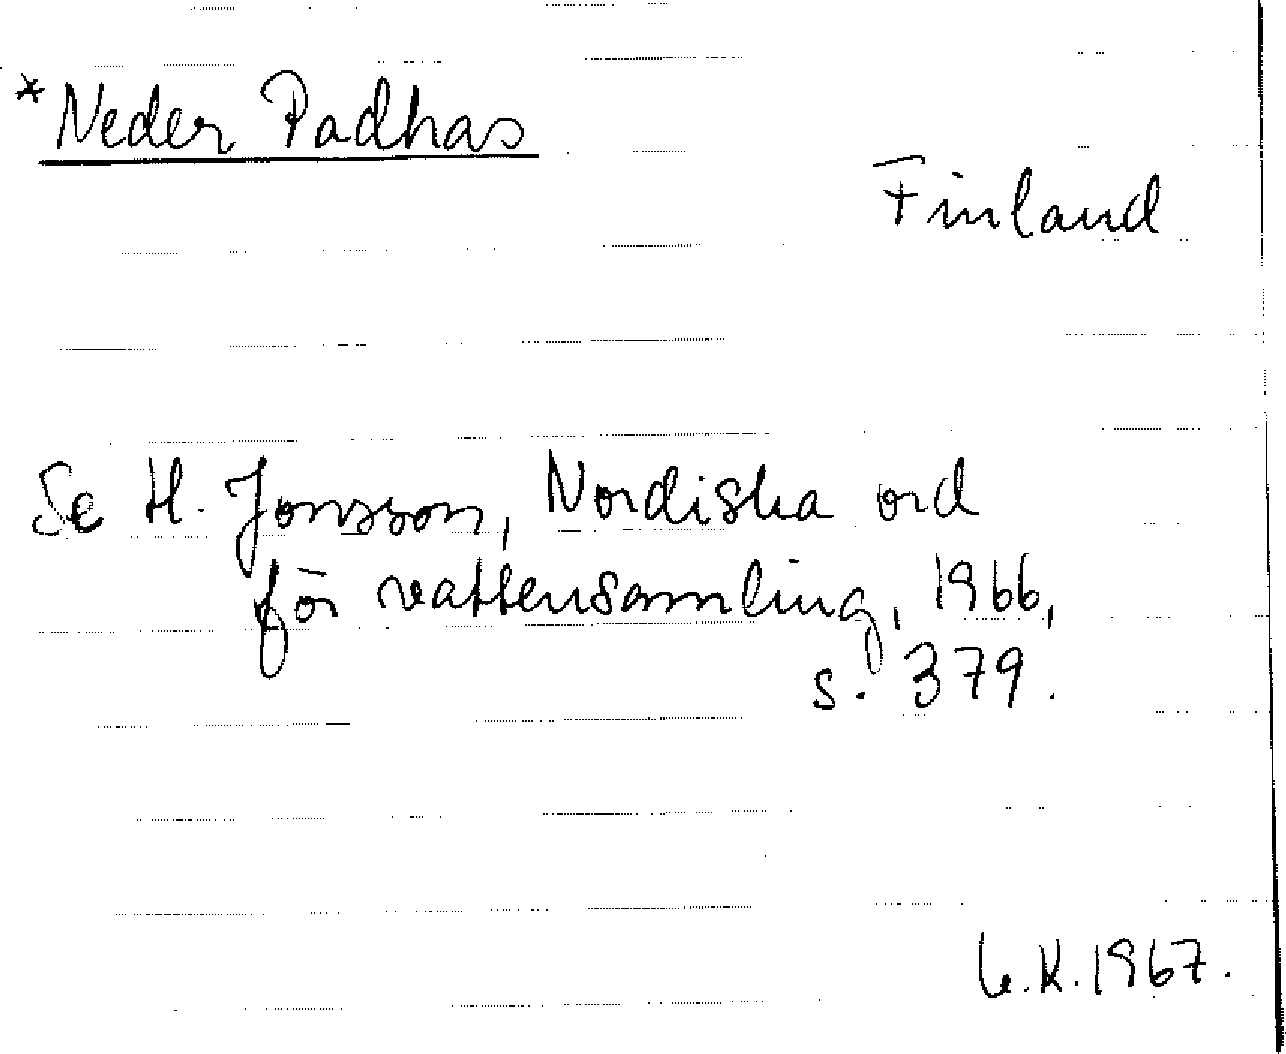 *Neder Padhas
Finland
Se H. Jonsson, Nordiska ord
för vattensamling, 1966,
s. 379.
K. 1967.